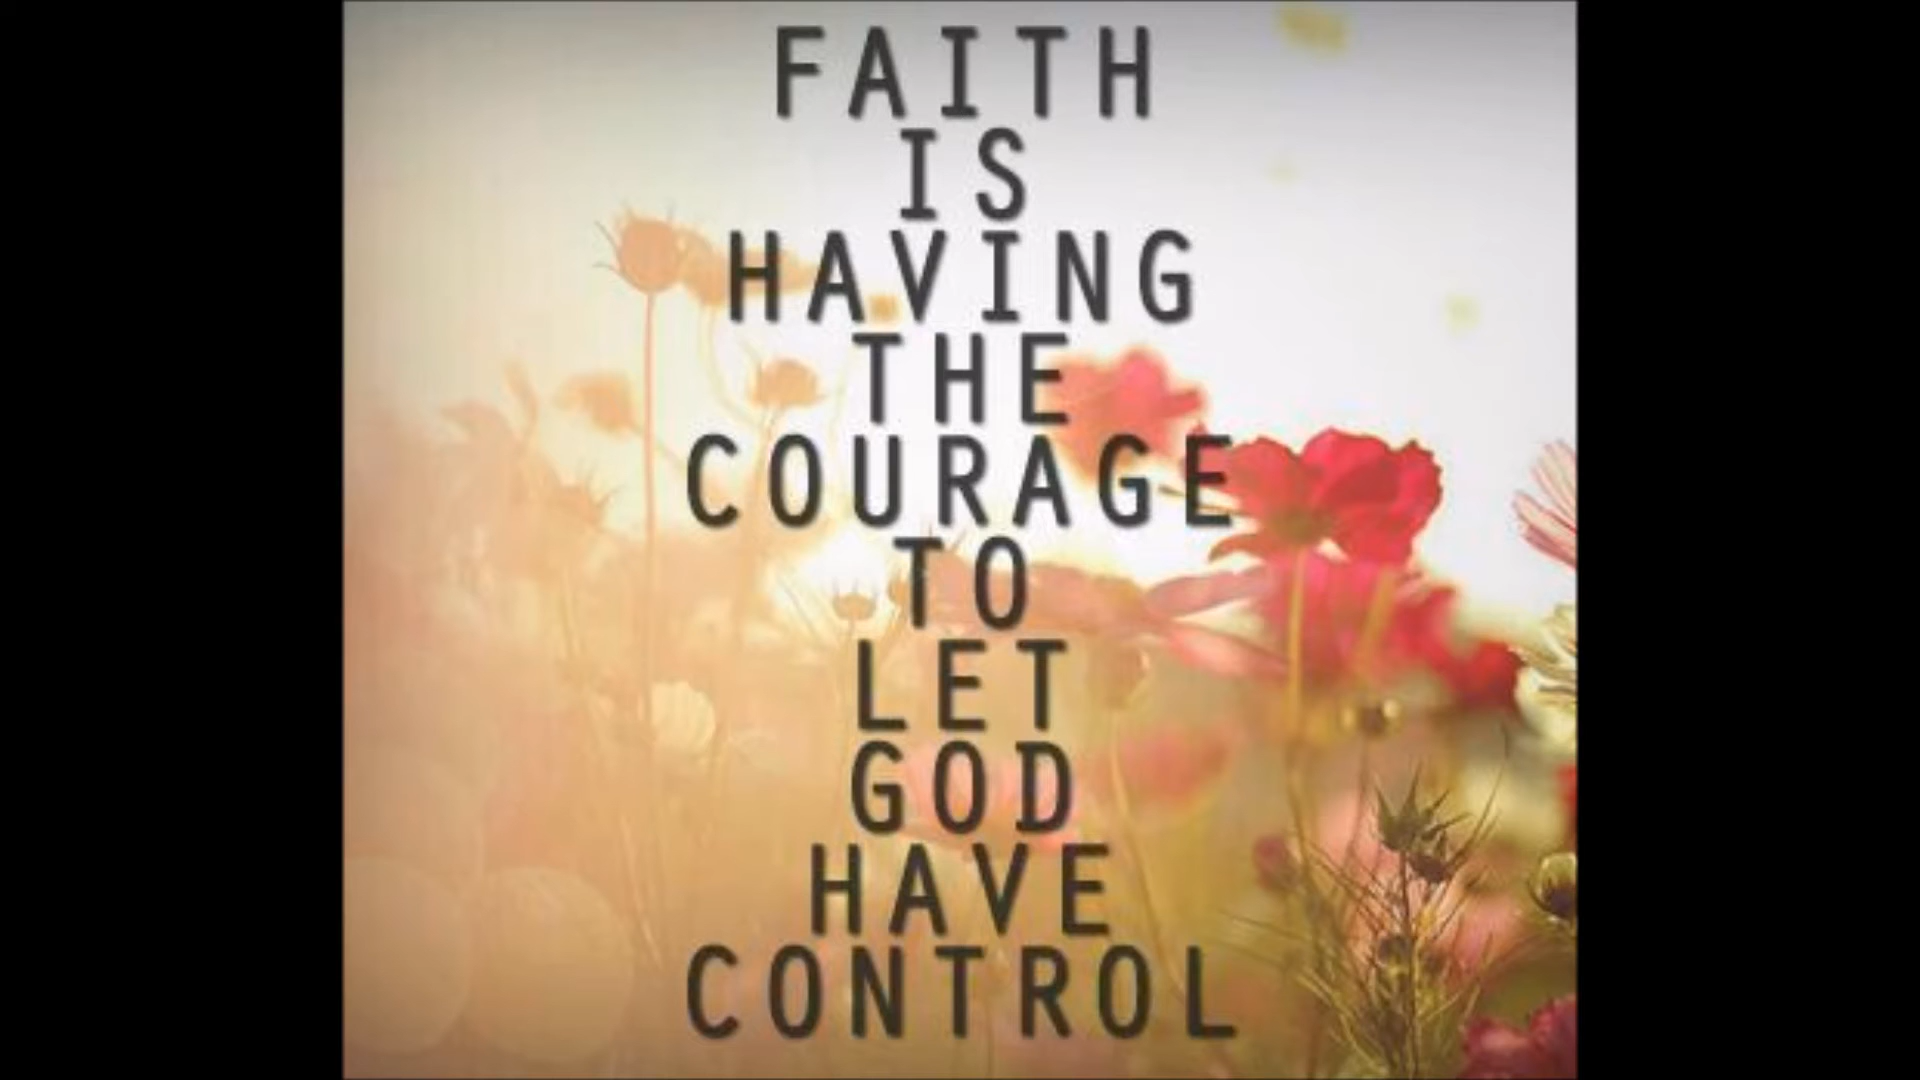 FAITH
IS
HAVING
THE
COURAGE
TO
LET
GOD
HAVE
CONTROL